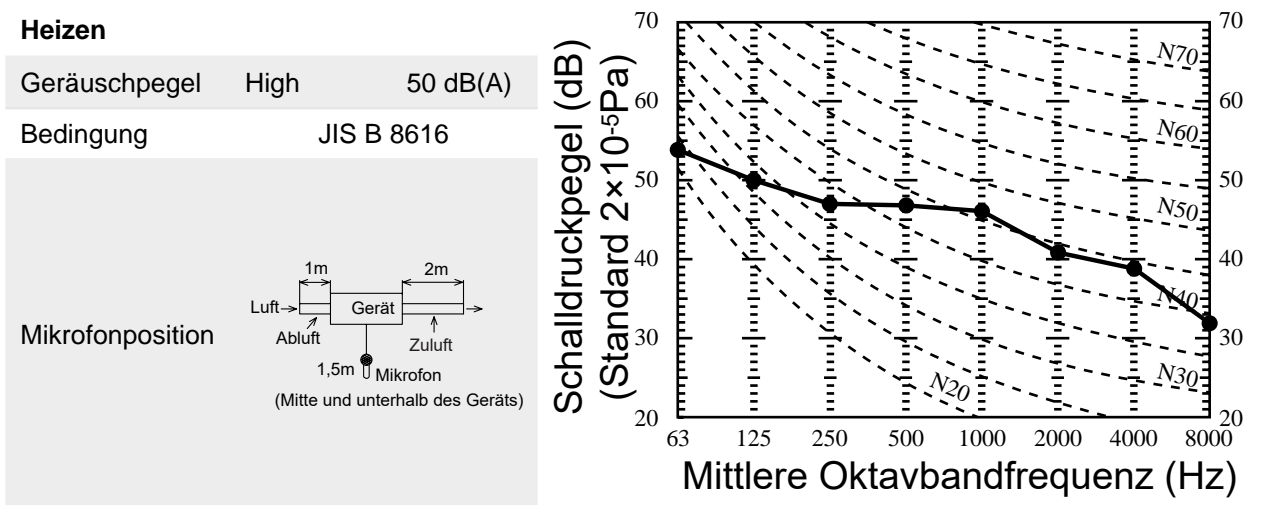 Heizen
Geräuschpegel High 50 dB(A)
Bedingung JIS B 8616
Mikrofonposition
1m 2m
Luft Gerät
Abluft Zuluft
1,5m Mikrofon
(Mitte und unterhalb des Geräts)
Schalldruckpegel (dB)
(Standard 2×10-5Pa)
70 70
N70
60 60
N60
50 50
N50
40 40
N40
30 30
N30
N20
20 20
63 125 250 500 1000 2000 4000 8000
Mittlere Oktavbandfrequenz (Hz)